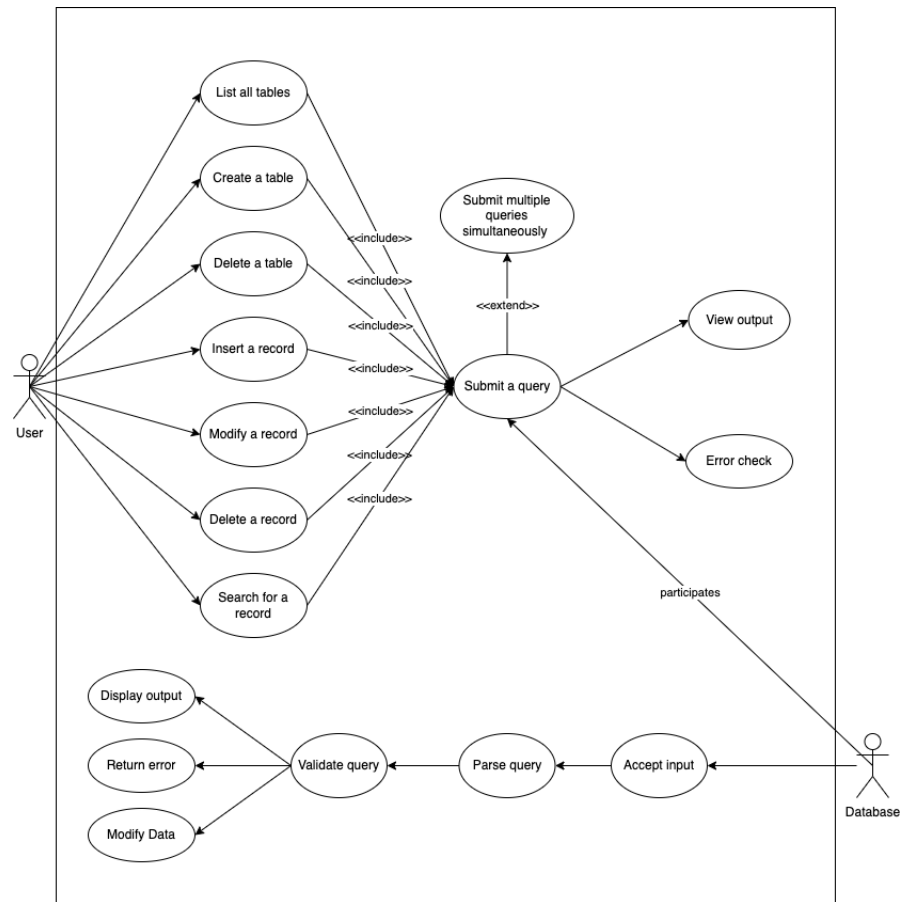 List all tables
Create a table
Submit multiple
queries
simultaneously
<<include>>
Delete a table
<<include>>
<<extend>>
View output
<<include>>
Insert a record
<<include>>
Submit a query
<<include>>
User
Modify a record
<<include>>
Error check
<<include>>
Delete a record
Search for a
record
participates
Display output
Return error
Validate query
Parse query
Accept input
Database
Modify Data